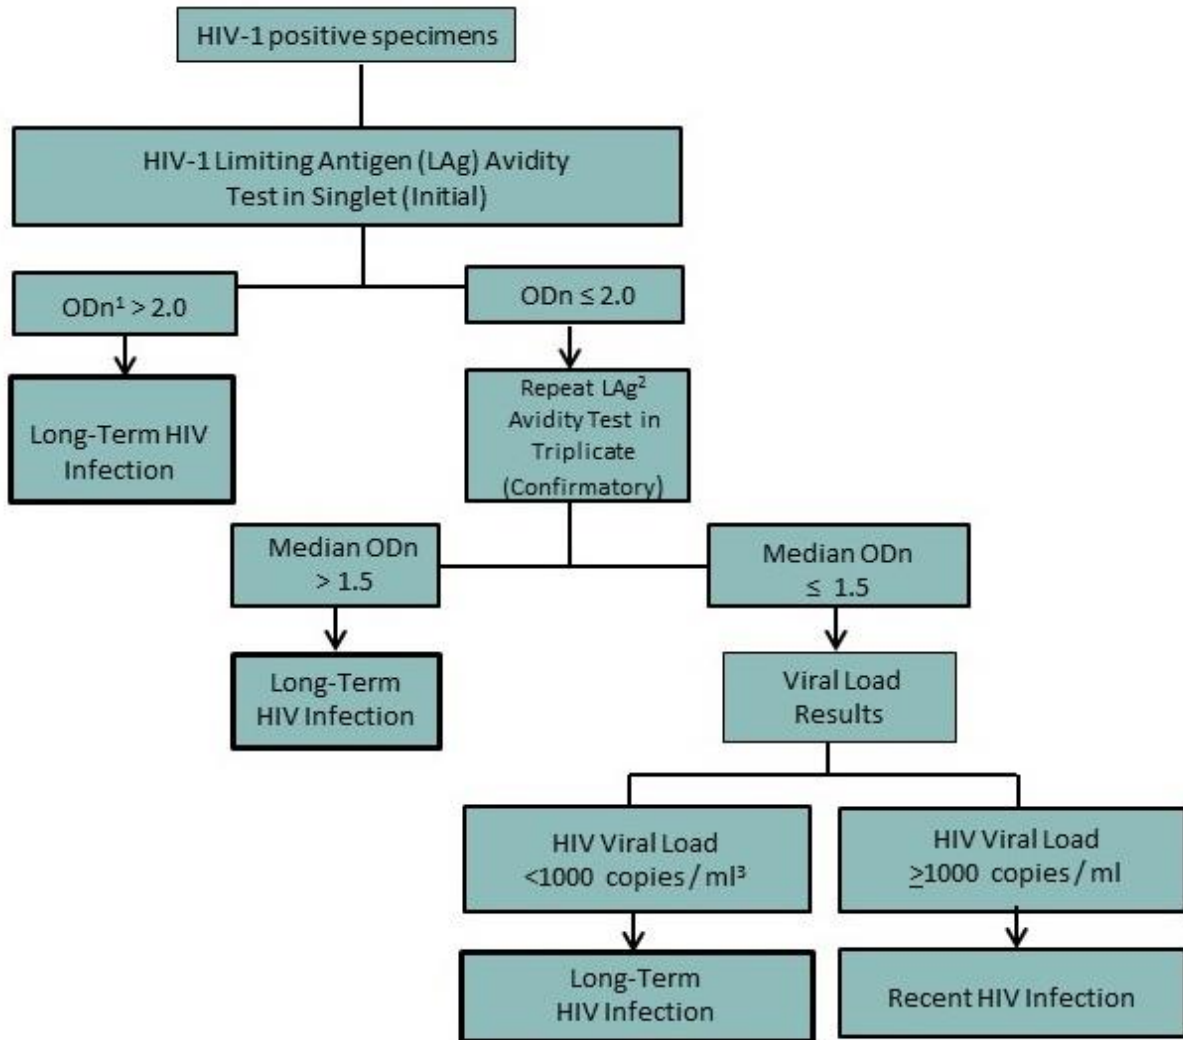 HIV-1 positive specimens
HIV-1 Limiting Antigen (LAg) Avidity
Test in Singlet (Initial)
ODn¹ > 2.0
ODn ≤ 2.0
Long-Term HIV
Infection
Repeat LAg²
Avidity Test in
Triplicate
(Confirmatory)
Median ODn
> 1.5
Median ODn
≤ 1.5
Long-Term
HIV Infection
Viral Load
Results
HIV Viral Load
<1000 copies / ml³
HIV Viral Load
≥1000 copies / ml
Long-Term
HIV Infection
Recent HIV Infection